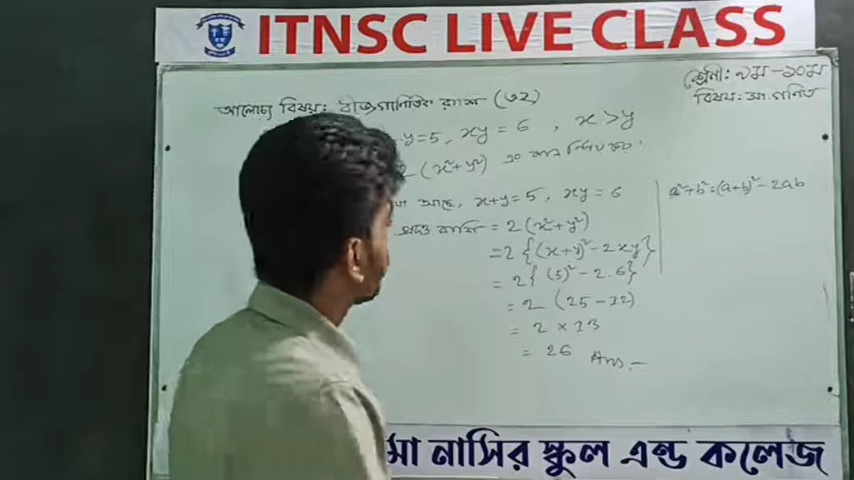 ITNSC LIVE CLASS
শ্রেণী: ৯ম-১০ম
আলোচ্য বিষয়: বীজগাণিতিক রাশি (৩২)
বিষয়: সা. গণিত
y=5, xy = 6 , x>y
2(x²+y²) এর মান নির্ণয় কর।
আছে, x+y=5, xy = 6
a²+b²=(a+b)²-2ab
প্রদত্ত রাশি = 2(x²+y²)
= 2{(x+y)²-2xy}
= 2{(5)²-2.6}
= 2 (25-12)
= 2 × 13
= 26 Ans.
মা নাসির স্কুল এন্ড কলেজ